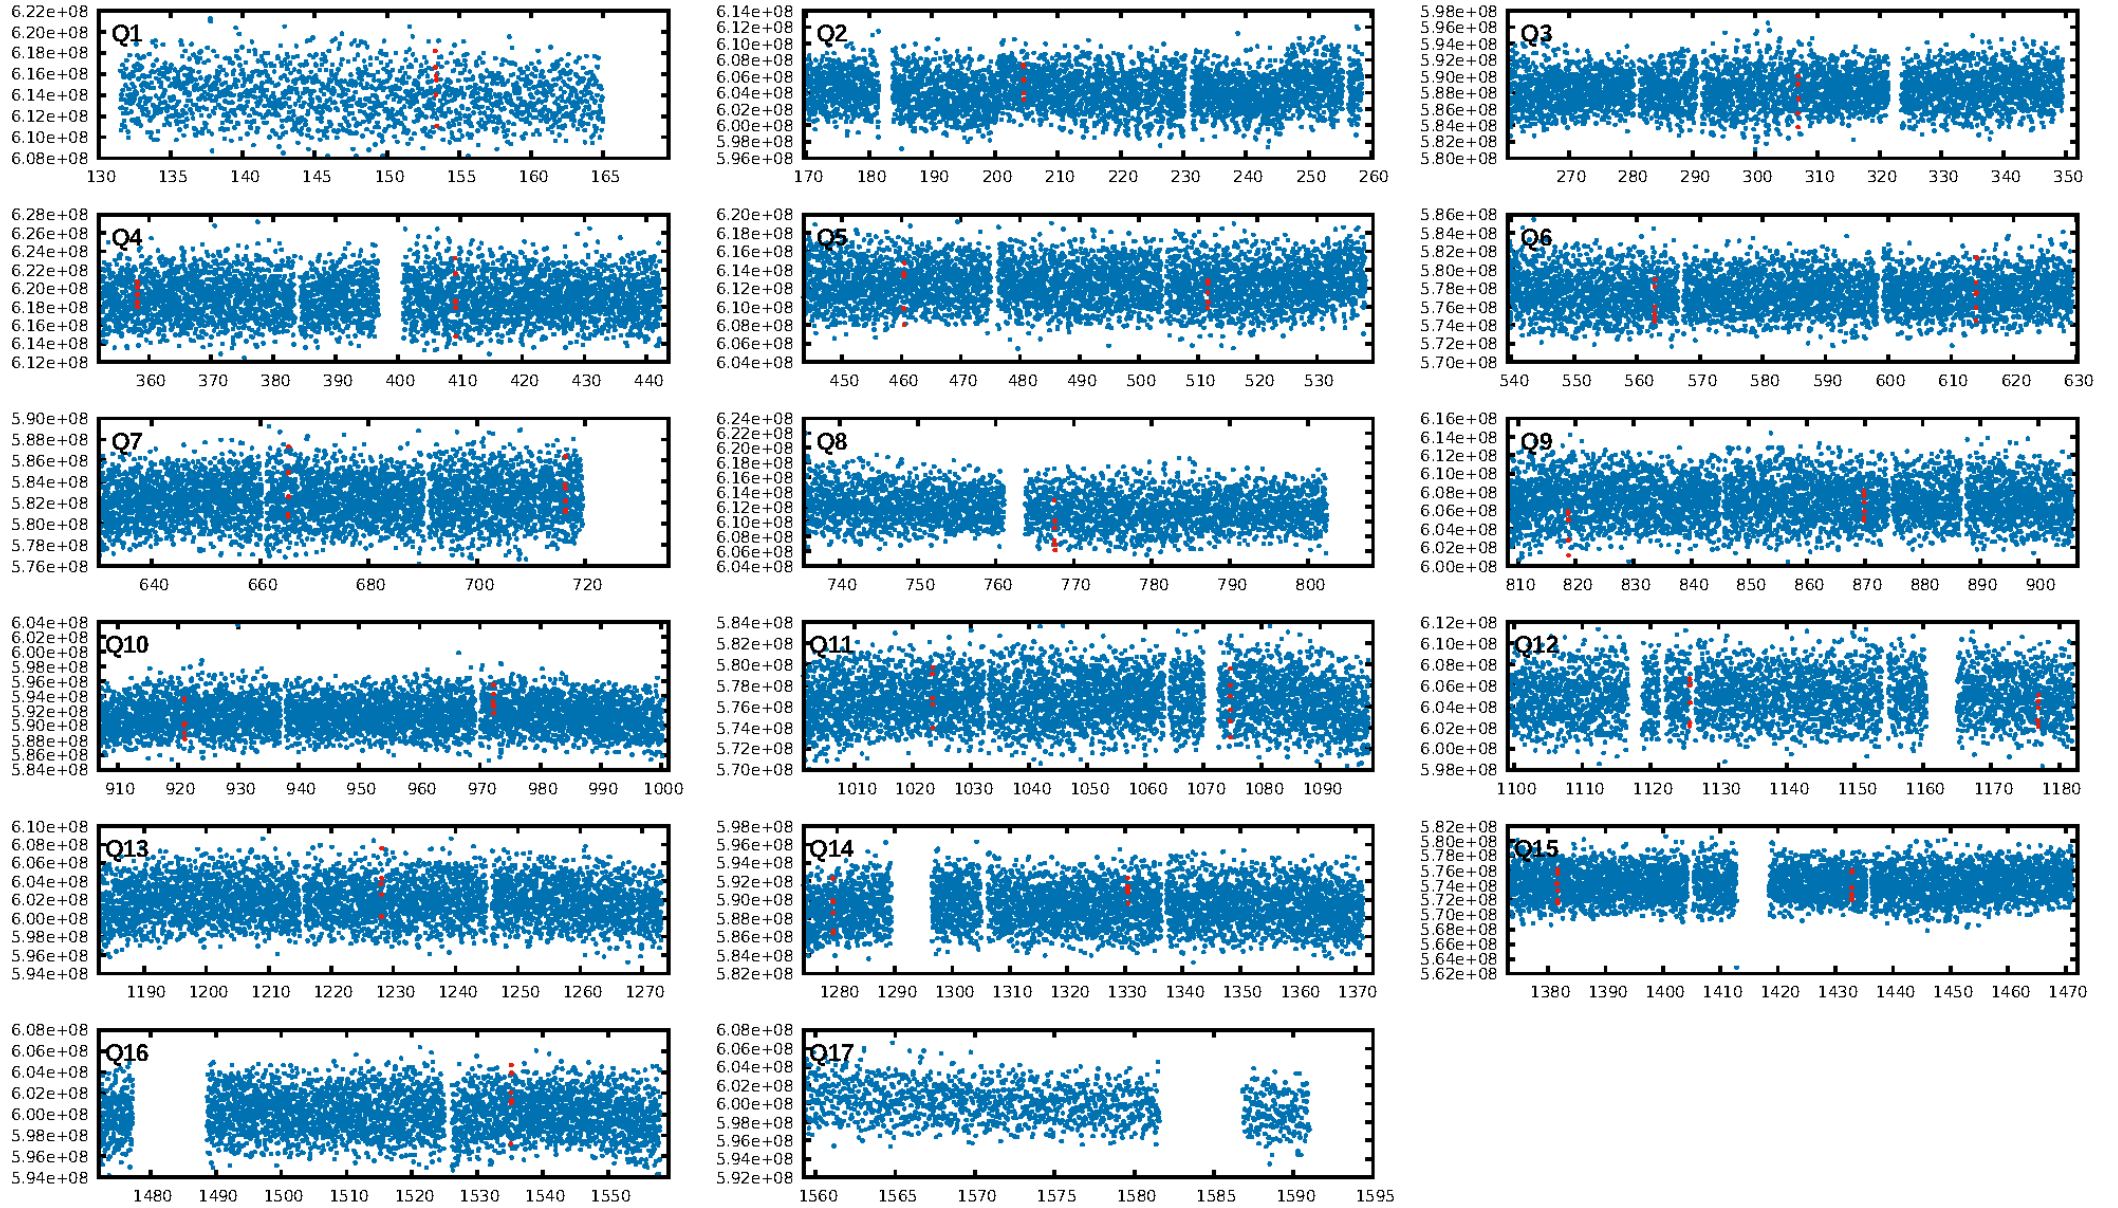 6.22e+08
6.20e+08
6.18e+08
6.16e+08
6.14e+08
6.12e+08
6.10e+08
6.08e+08
Q1
130 135 140 145 150 155 160 165
6.14e+08
6.12e+08
6.10e+08
6.08e+08
6.06e+08
6.04e+08
6.02e+08
6.00e+08
5.98e+08
5.96e+08
Q2
170 180 190 200 210 220 230 240 250 260
5.98e+08
5.96e+08
5.94e+08
5.92e+08
5.90e+08
5.88e+08
5.86e+08
5.84e+08
5.82e+08
5.80e+08
Q3
270 280 290 300 310 320 330 340 350
6.28e+08
6.26e+08
6.24e+08
6.22e+08
6.20e+08
6.18e+08
6.16e+08
6.14e+08
6.12e+08
Q4
360 370 380 390 400 410 420 430 440
6.20e+08
6.18e+08
6.16e+08
6.14e+08
6.12e+08
6.10e+08
6.08e+08
6.06e+08
6.04e+08
Q5
450 460 470 480 490 500 510 520 530
5.86e+08
5.84e+08
5.82e+08
5.80e+08
5.78e+08
5.76e+08
5.74e+08
5.72e+08
5.70e+08
Q6
540 550 560 570 580 590 600 610 620 630
5.90e+08
5.88e+08
5.86e+08
5.84e+08
5.82e+08
5.80e+08
5.78e+08
5.76e+08
Q7
640 660 680 700 720
6.24e+08
6.22e+08
6.20e+08
6.18e+08
6.16e+08
6.14e+08
6.12e+08
6.10e+08
6.08e+08
6.06e+08
6.04e+08
Q8
740 750 760 770 780 790 800
6.16e+08
6.14e+08
6.12e+08
6.10e+08
6.08e+08
6.06e+08
6.04e+08
6.02e+08
6.00e+08
Q9
810 820 830 840 850 860 870 880 890 900
6.04e+08
6.02e+08
6.00e+08
5.98e+08
5.96e+08
5.94e+08
5.92e+08
5.90e+08
5.88e+08
5.86e+08
5.84e+08
Q10
910 920 930 940 950 960 970 980 990 1000
5.84e+08
5.82e+08
5.80e+08
5.78e+08
5.76e+08
5.74e+08
5.72e+08
5.70e+08
Q11
1010 1020 1030 1040 1050 1060 1070 1080 1090
6.12e+08
6.10e+08
6.08e+08
6.06e+08
6.04e+08
6.02e+08
6.00e+08
5.98e+08
Q12
1100 1110 1120 1130 1140 1150 1160 1170 1180
6.10e+08
6.08e+08
6.06e+08
6.04e+08
6.02e+08
6.00e+08
5.98e+08
5.96e+08
5.94e+08
Q13
1190 1200 1210 1220 1230 1240 1250 1260 1270
5.98e+08
5.96e+08
5.94e+08
5.92e+08
5.90e+08
5.88e+08
5.86e+08
5.84e+08
5.82e+08
Q14
1280 1290 1300 1310 1320 1330 1340 1350 1360 1370
5.82e+08
5.80e+08
5.78e+08
5.76e+08
5.74e+08
5.72e+08
5.70e+08
5.68e+08
5.66e+08
5.64e+08
5.62e+08
Q15
1380 1390 1400 1410 1420 1430 1440 1450 1460 1470
6.08e+08
6.06e+08
6.04e+08
6.02e+08
6.00e+08
5.98e+08
5.96e+08
5.94e+08
Q16
1480 1490 1500 1510 1520 1530 1540 1550
6.08e+08
6.06e+08
6.04e+08
6.02e+08
6.00e+08
5.98e+08
5.96e+08
5.94e+08
5.92e+08
Q17
1560 1565 1570 1575 1580 1585 1590 1595